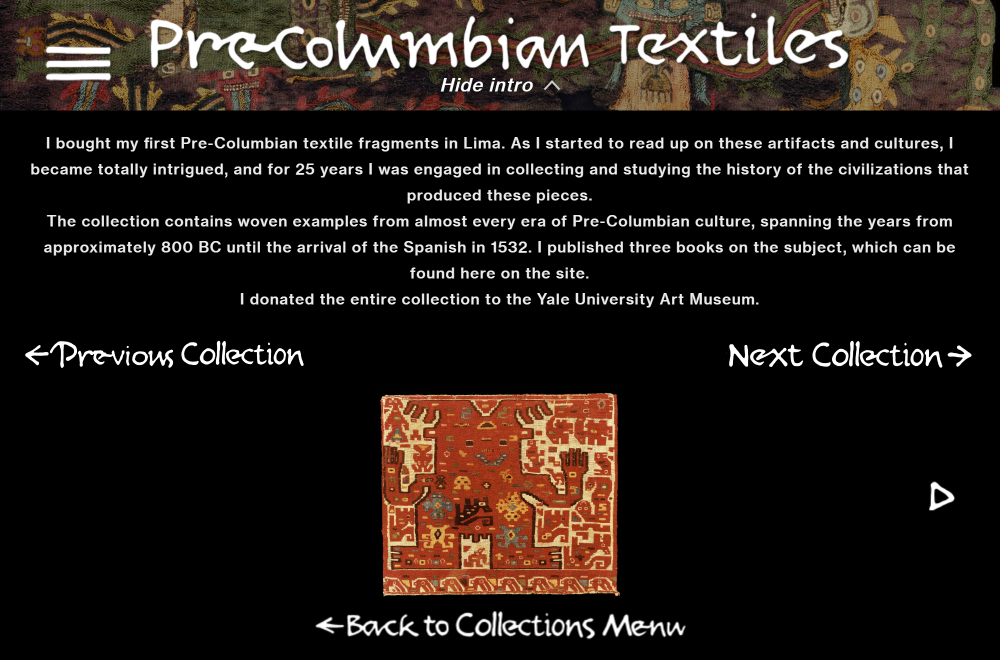 Pre-Columbian Textiles
Hide intro
I bought my first Pre-Columbian textile fragments in Lima. As I started to read up on these artifacts and cultures, I
became totally intrigued, and for 25 years I was engaged in collecting and studying the history of the civilizations that
produced these pieces.
The collection contains woven examples from almost every era of Pre-Columbian culture, spanning the years from
approximately 800 BC until the arrival of the Spanish in 1532. I published three books on the subject, which can be
found here on the site.
I donated the entire collection to the Yale University Art Museum.
←Previous Collection
Next Collection→
←Back to Collections Menu